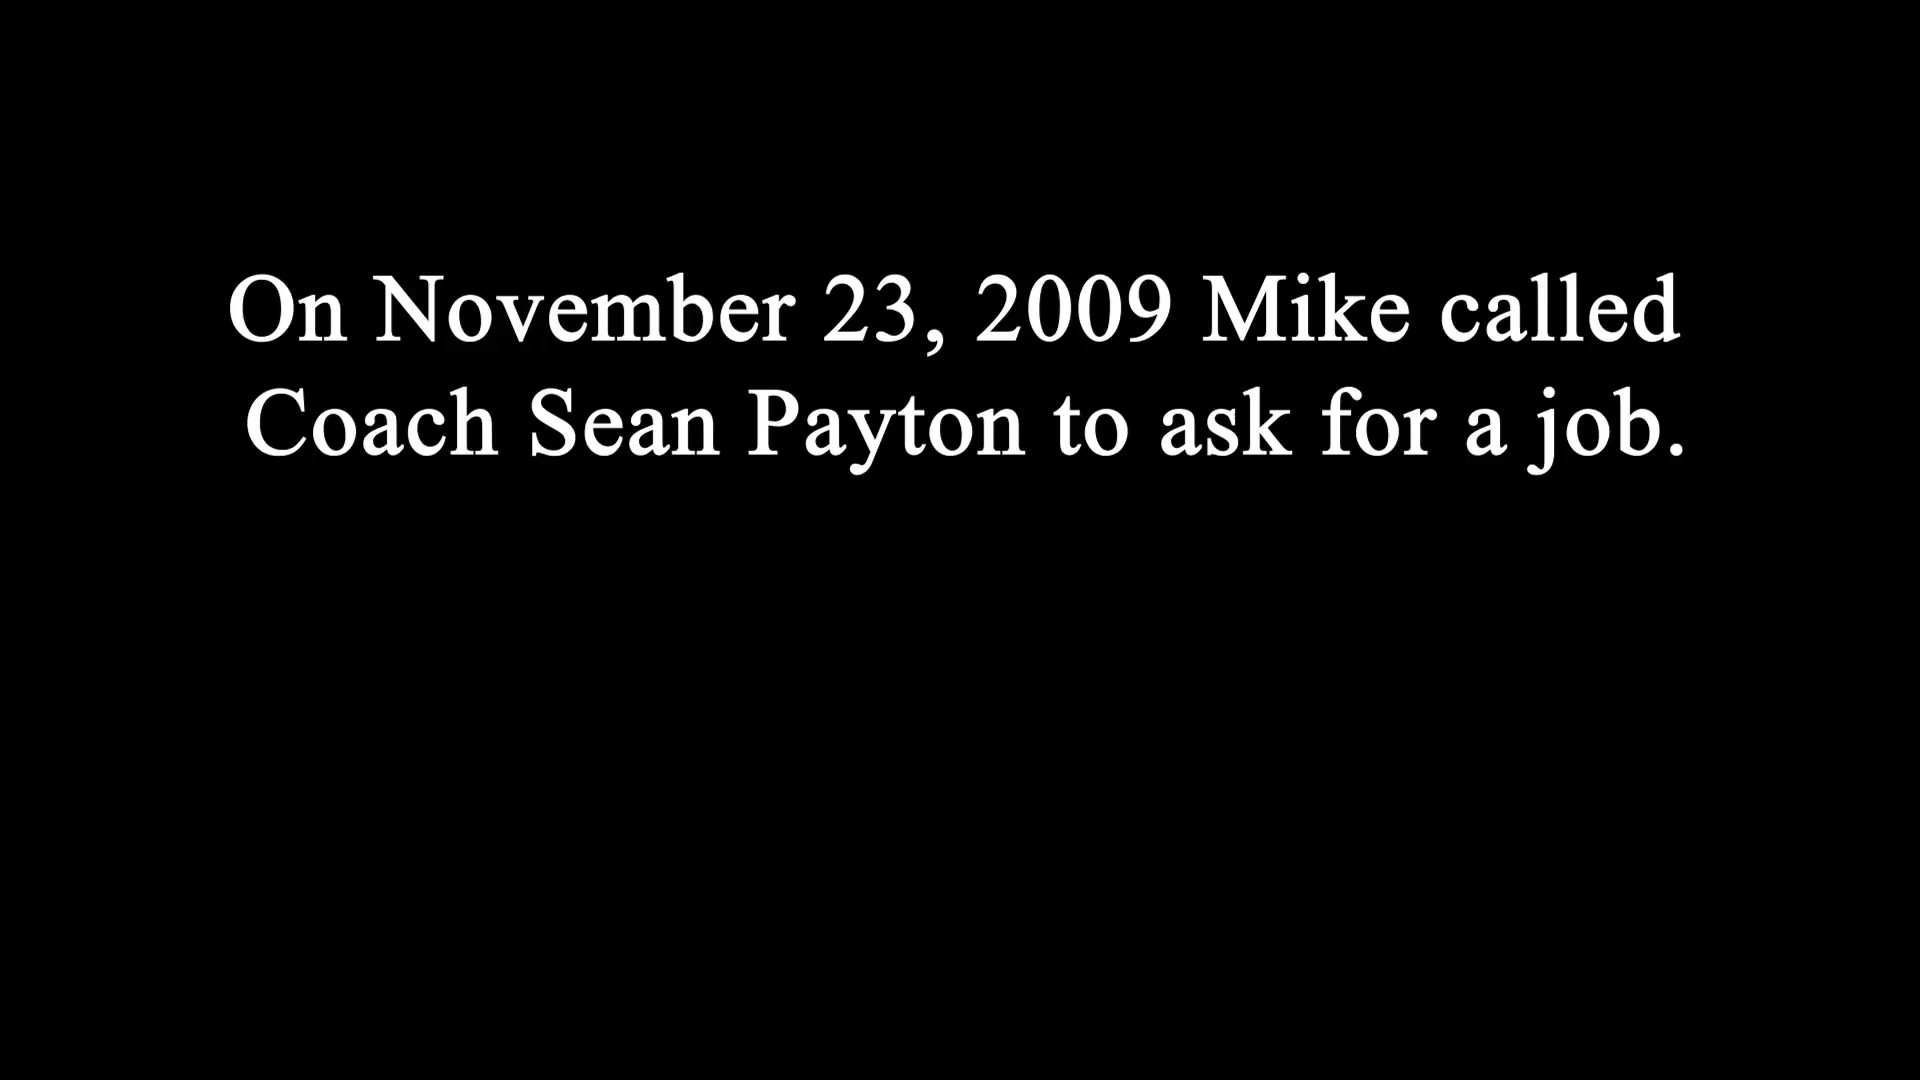 On November 23, 2009 Mike called
Coach Sean Payton to ask for a job.